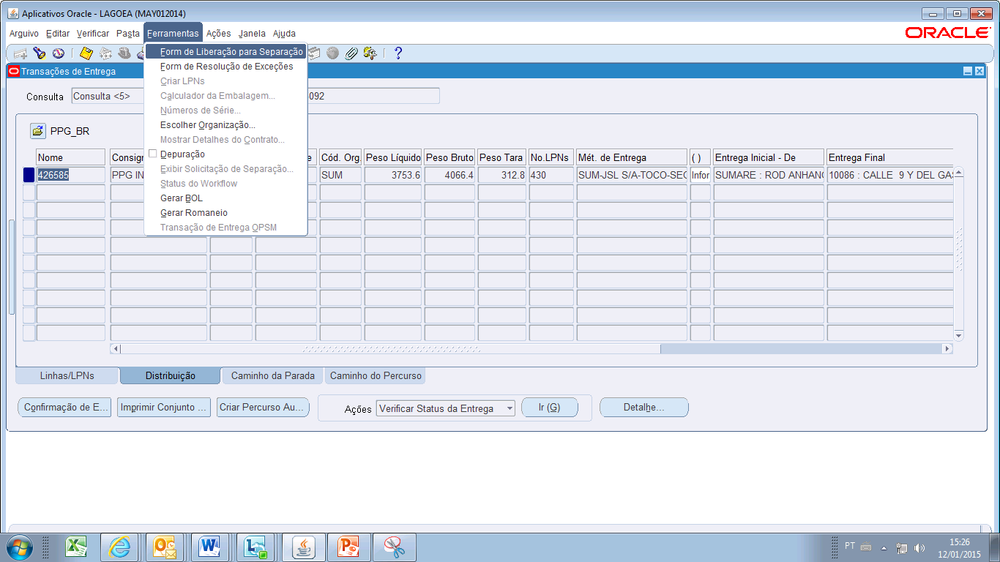 Aplicativos Oracle - LAGOEA (MAY012014)
Arquivo Editar Verificar Pasta Ferramentas Ações Janela Ajuda
ORACLE
Form de Liberação para Separação
Form de Resolução de Exceções
Criar LPNs
Calculador da Embalagem...
Números de Série...
Escolher Organização...
Mostrar Detalhes do Contrato...
Depuração
Exibir Solicitação de Separação...
Status do Workflow
Gerar BOL
Gerar Romaneio
Transação de Entrega OPSM
Transações de Entrega
Consulta Consulta <5> 092
PPG_BR
Nome Consign e Cód. Org. Peso Líquido Peso Bruto Peso Tara No.LPNs Mét. de Entrega ( ) Entrega Inicial - De Entrega Final
426585 PPG IN SUM 3753.6 4066.4 312.8 430 SUM-JSL S/A-TOCO-SEC Infor SUMARE : ROD ANHANG 10086 : CALLE 9 Y DEL GAS
Linhas/LPNs Distribuição Caminho da Parada Caminho do Percurso
Confirmação de E... Imprimir Conjunto ... Criar Percurso Au... Ações Verificar Status da Entrega Ir (G) Detalhe...
PT 15:26
12/01/2015